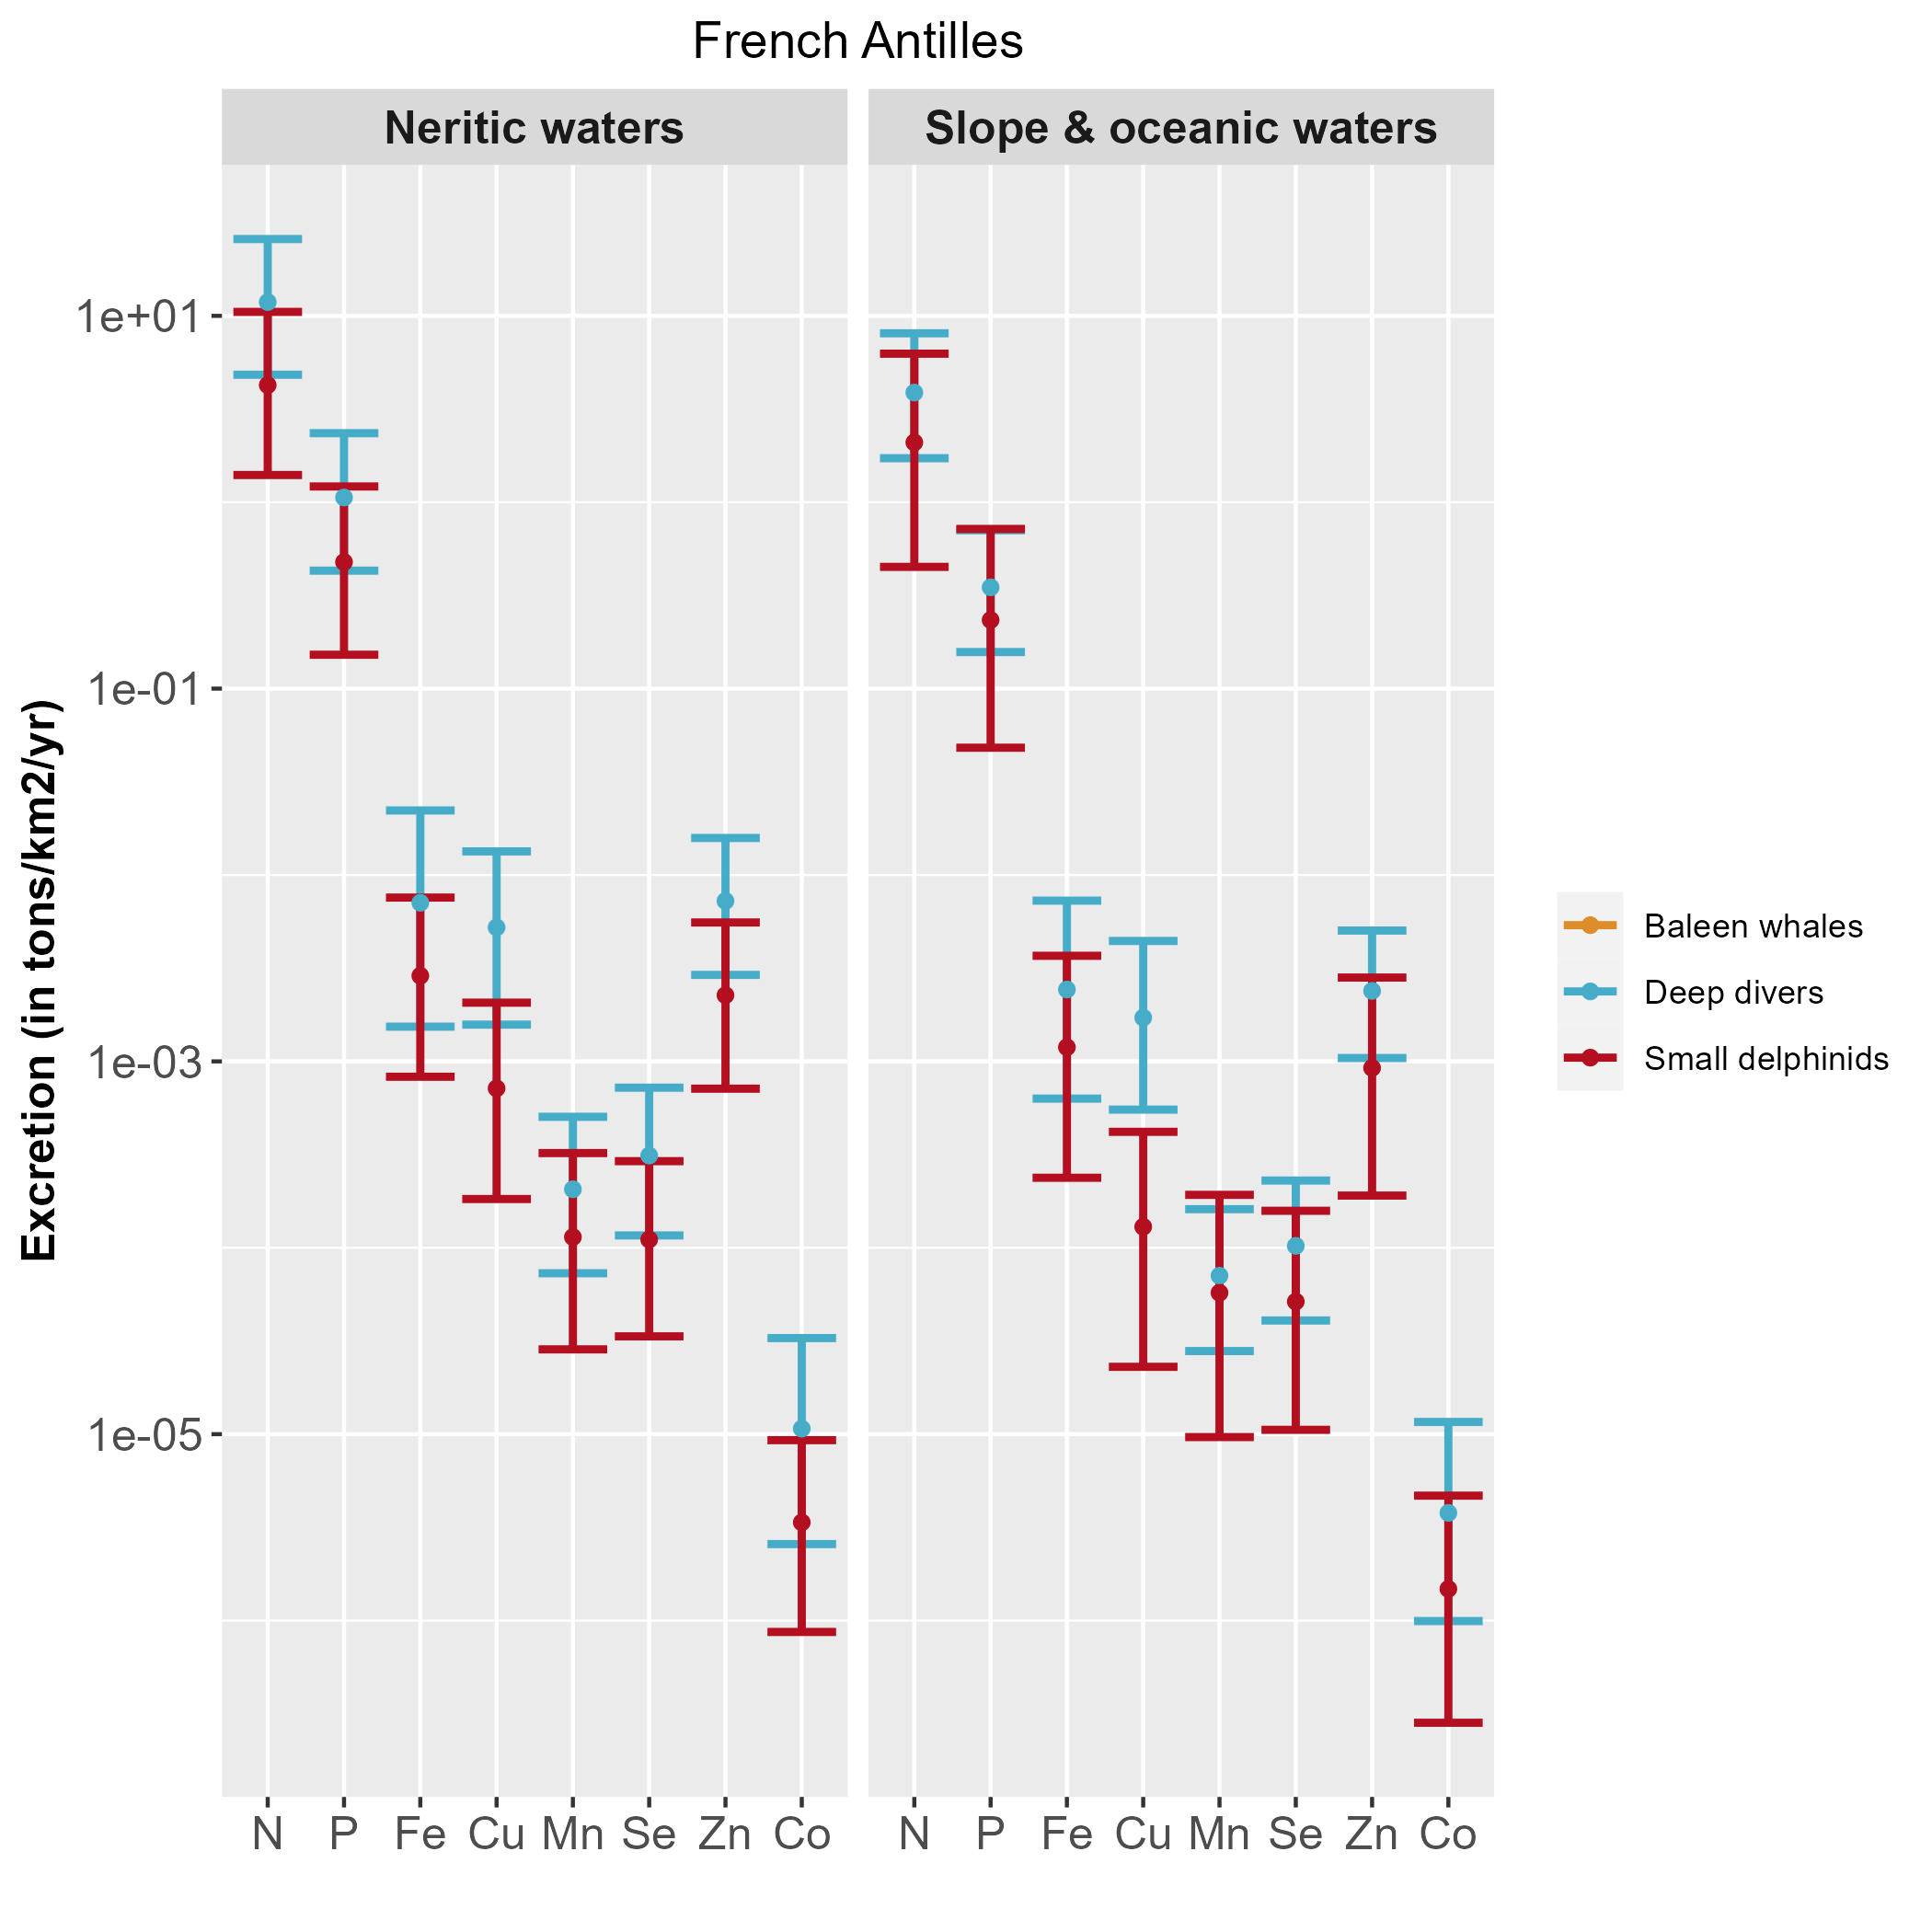 French Antilles
Neritic waters
Slope & oceanic waters
Excretion (in tons/km2/yr)
1e+01
1e-01
1e-03
1e-05
N P Fe Cu Mn Se Zn Co
N P Fe Cu Mn Se Zn Co
Baleen whales
Deep divers
Small delphinids